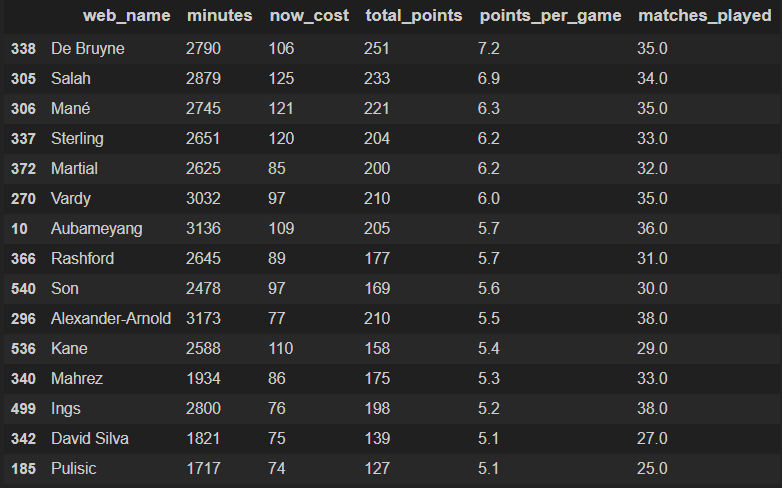 web_name minutes now_cost total_points points_per_game matches_played
338 De Bruyne 2790 106 251 7.2 35.0
305 Salah 2879 125 233 6.9 34.0
306 Mané 2745 121 221 6.3 35.0
337 Sterling 2651 120 204 6.2 33.0
372 Martial 2625 85 200 6.2 32.0
270 Vardy 3032 97 210 6.0 35.0
10 Aubameyang 3136 109 205 5.7 36.0
366 Rashford 2645 89 177 5.7 31.0
540 Son 2478 97 169 5.6 30.0
296 Alexander-Arnold 3173 77 210 5.5 38.0
536 Kane 2588 110 158 5.4 29.0
340 Mahrez 1934 86 175 5.3 33.0
499 Ings 2800 76 198 5.2 38.0
342 David Silva 1821 75 139 5.1 27.0
185 Pulisic 1717 74 127 5.1 25.0